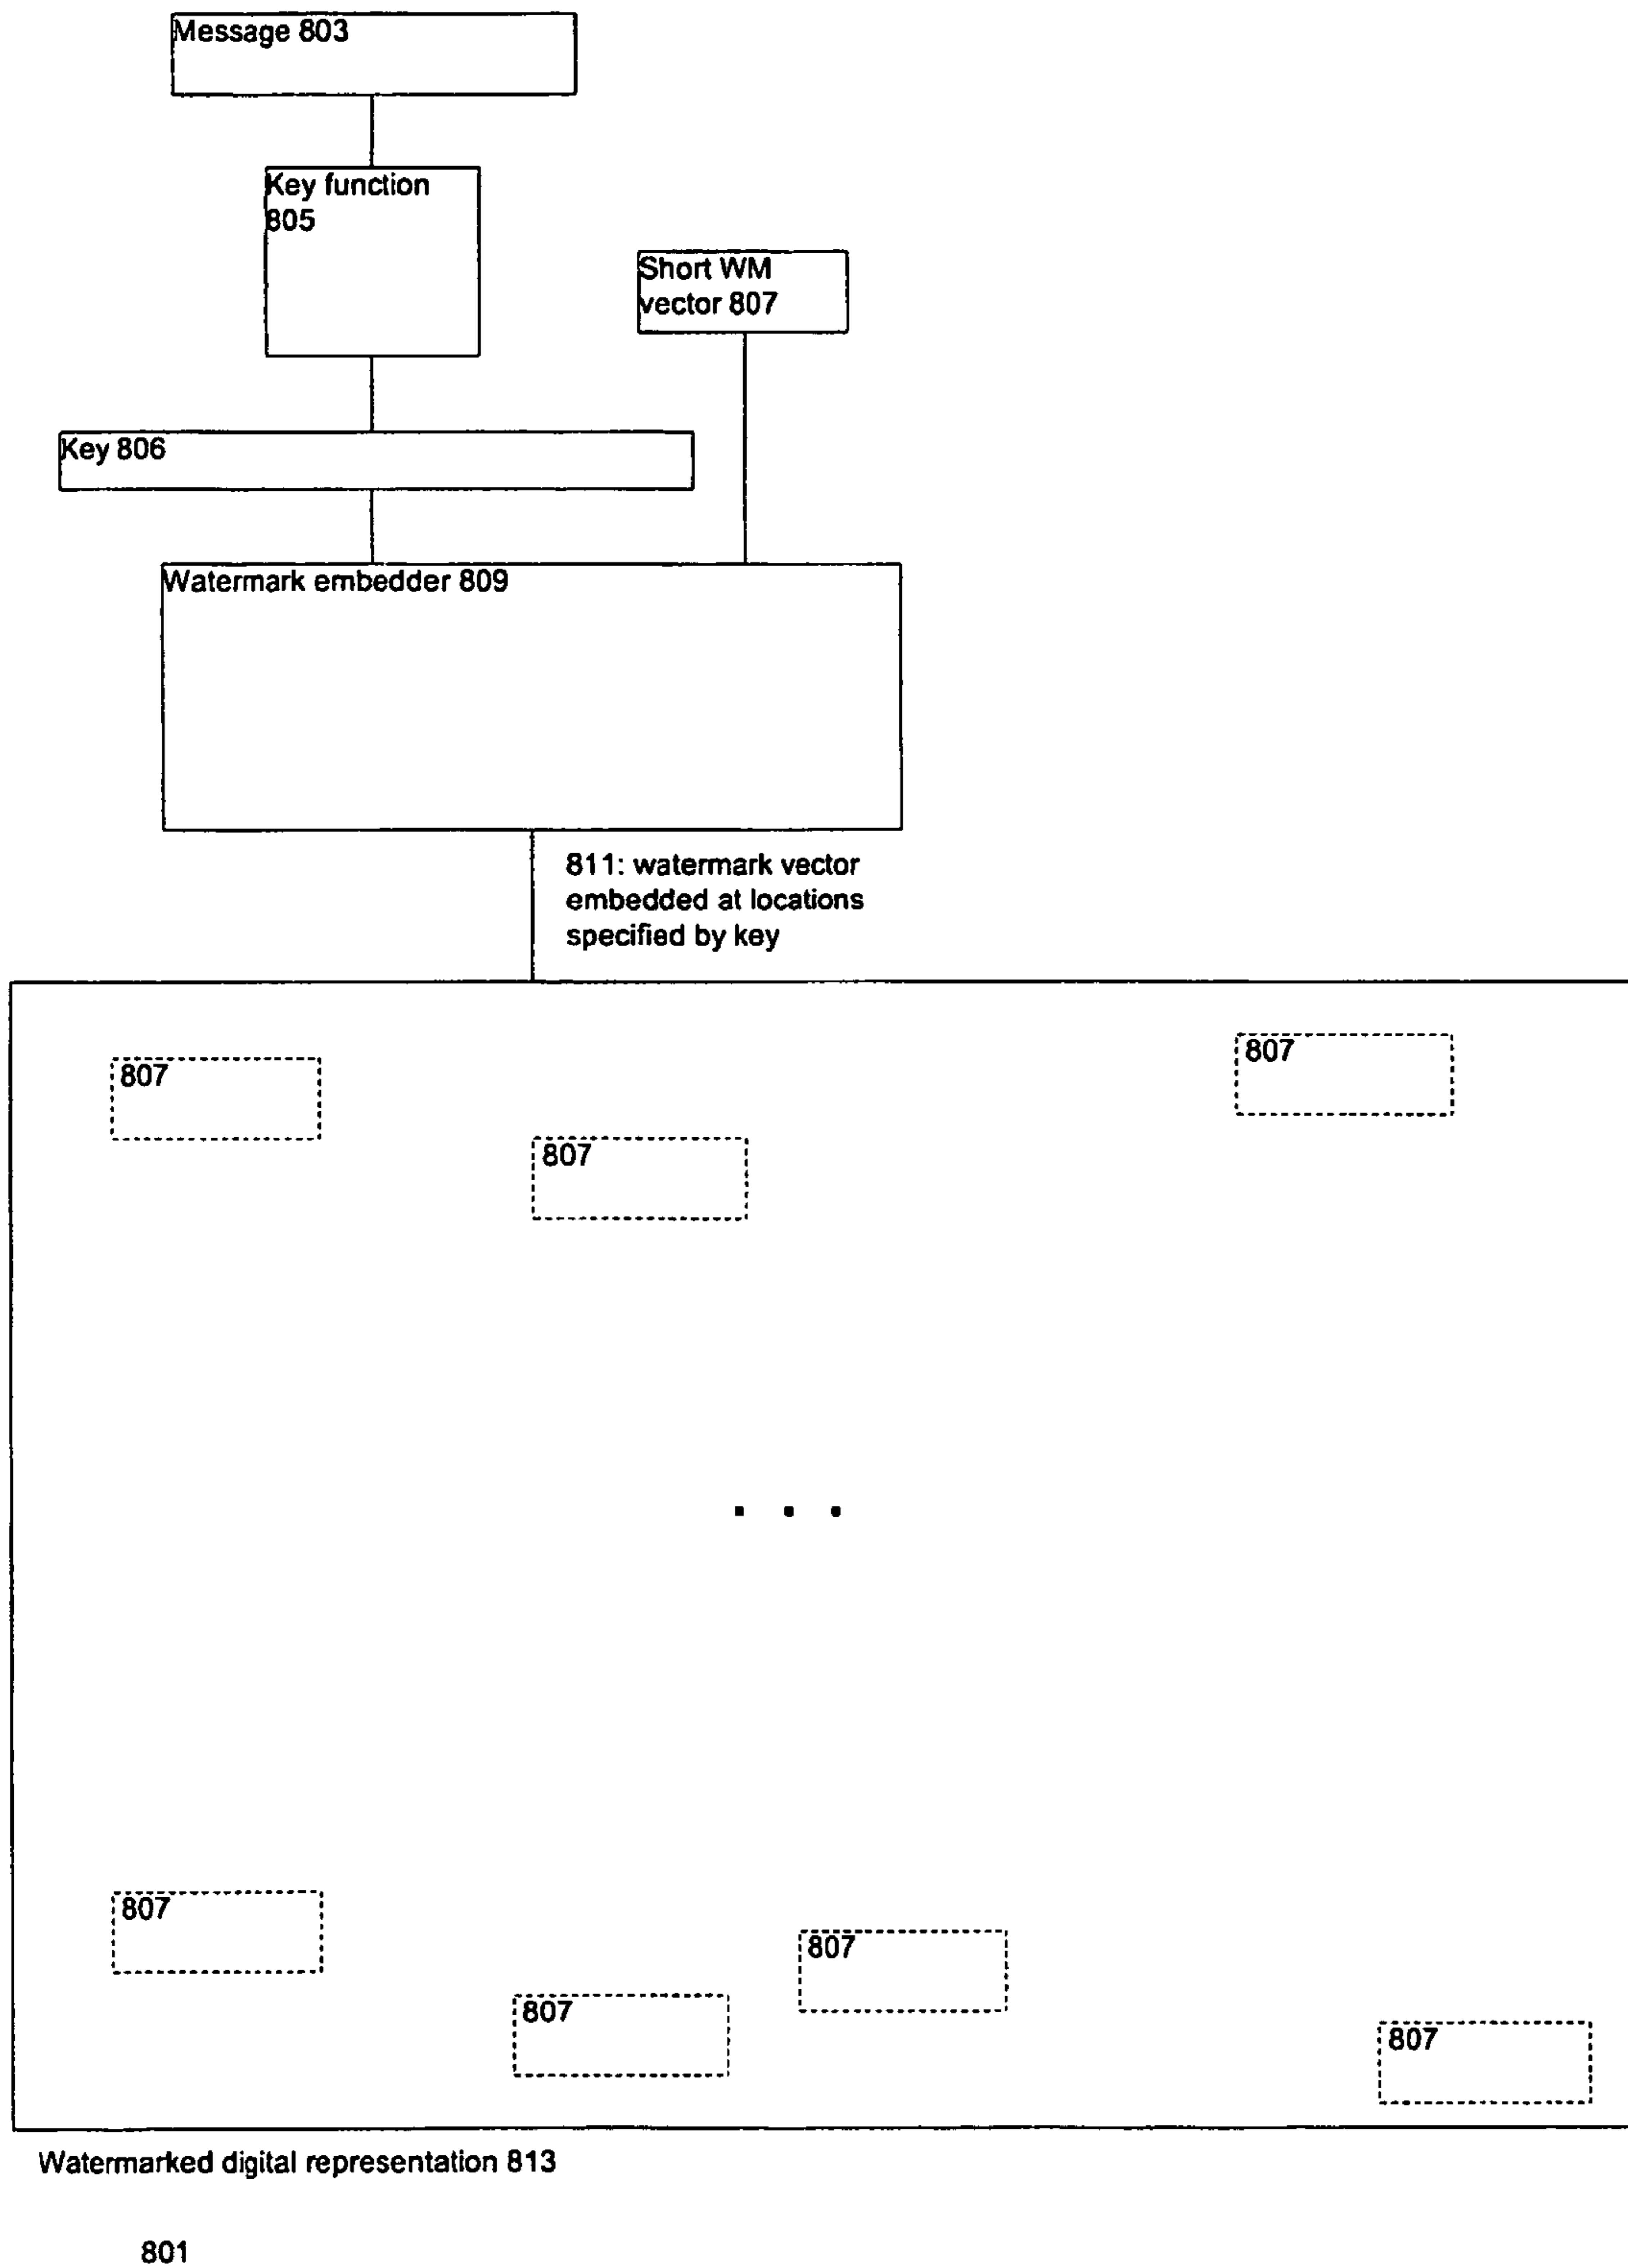 Message 803
Key function
805
Short WM
vector 807
Key 806
Watermark embedder 809
811: watermark vector
embedded at locations
specified by key
807
807
807
807
807
807
807
Watermarked digital representation 813
801